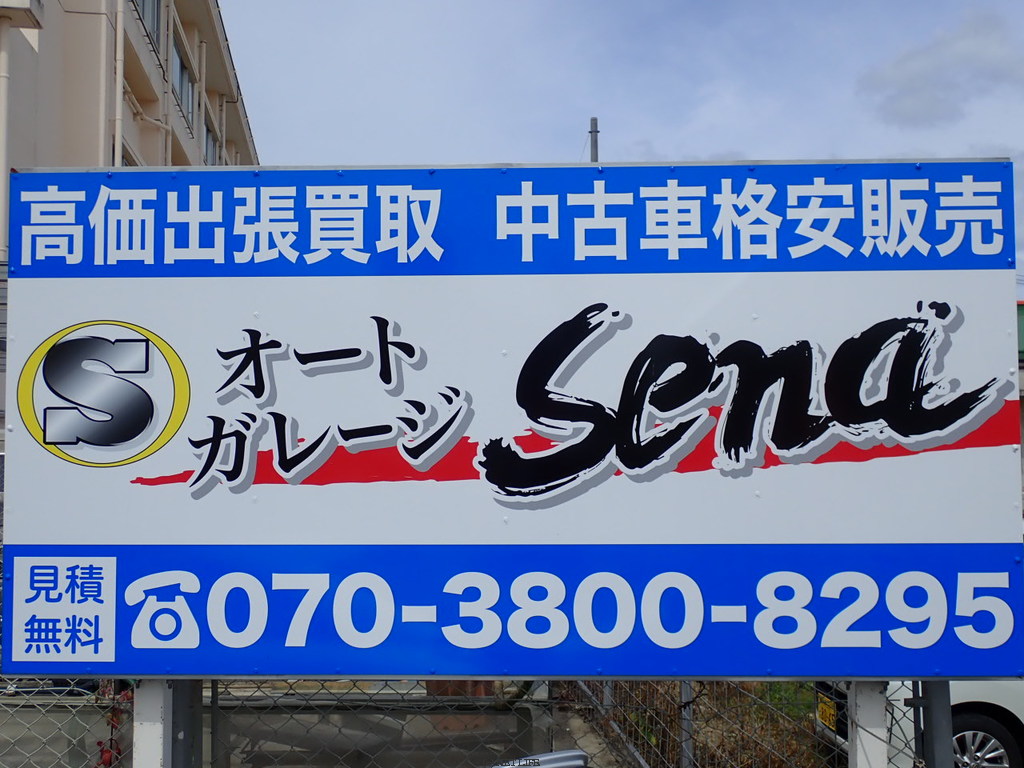 高価出張買取 中古車格安販売
S
オート
ガレージ
Sena
見積
無料
☎070-3800-8295